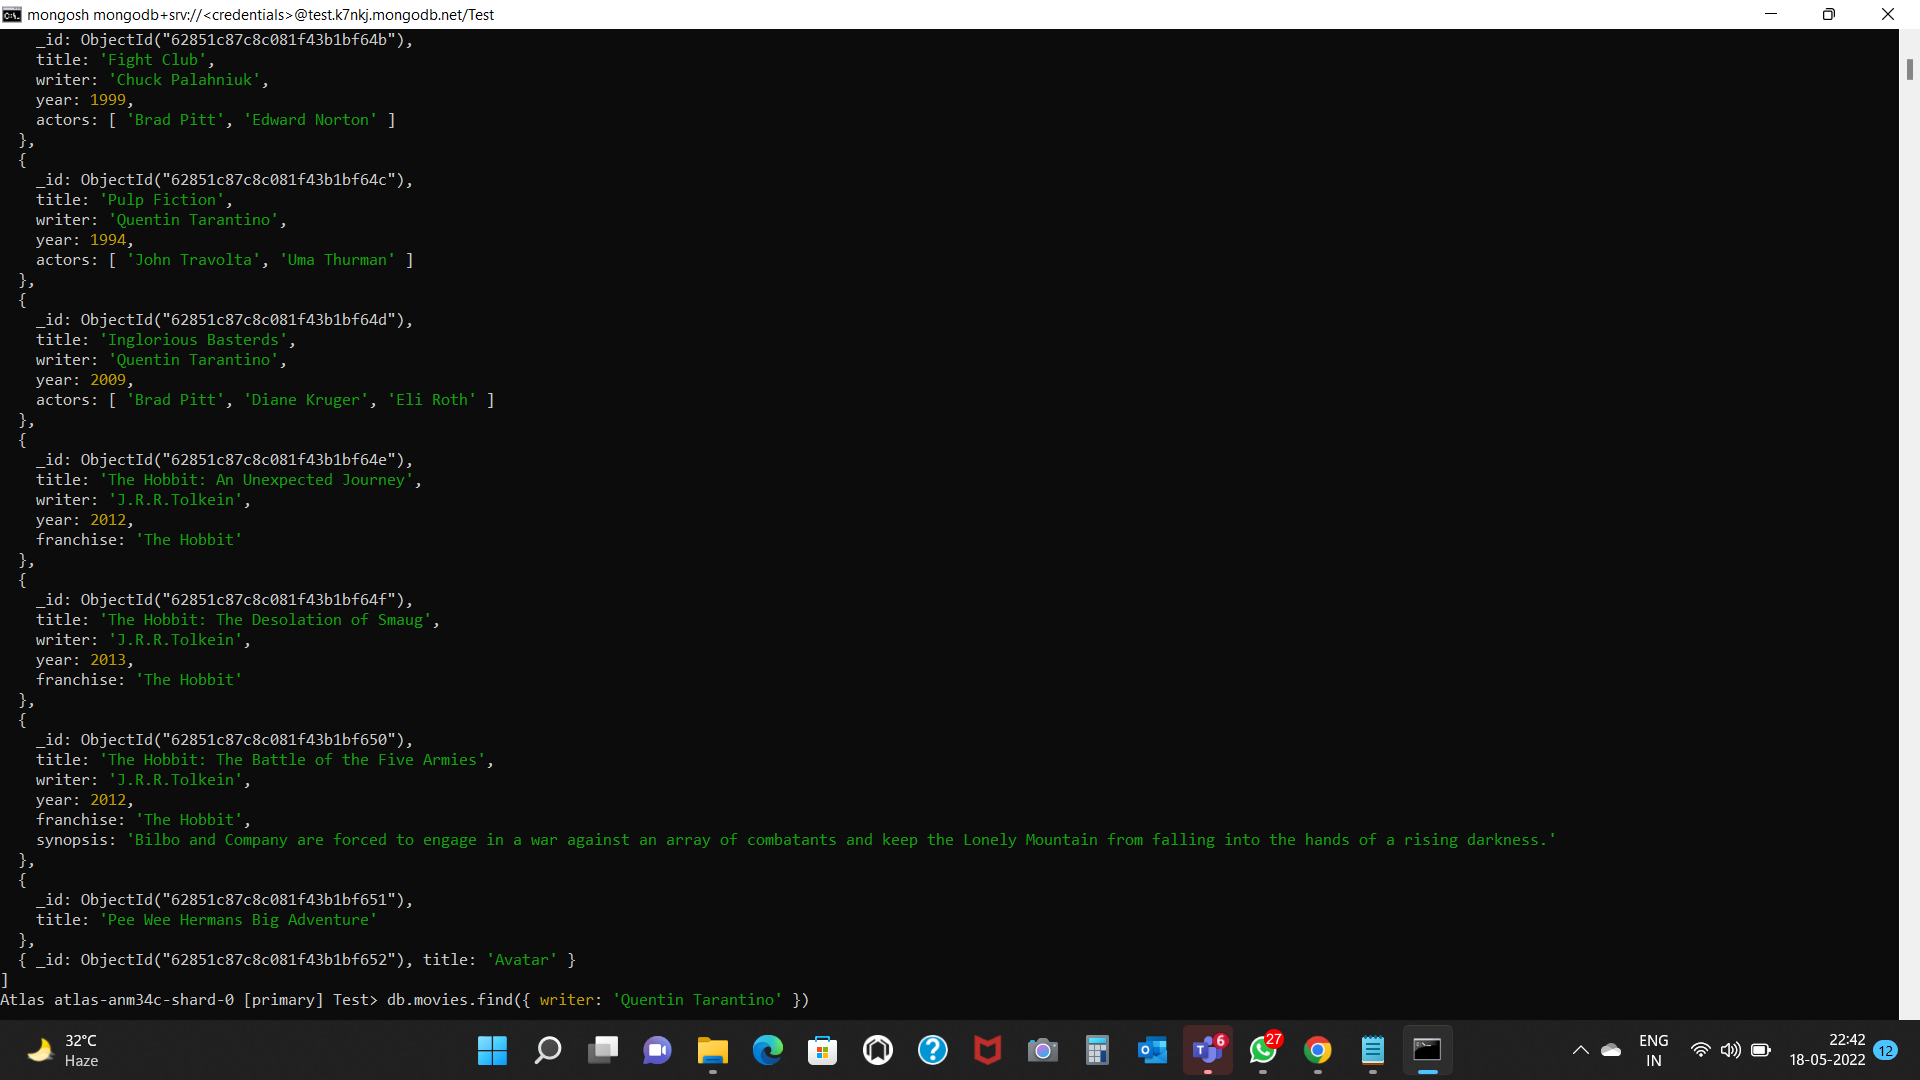 mongosh mongodb+srv://<credentials>@test.k7nkj.mongodb.net/Test
_id: ObjectId("62851c87c8c081f43b1bf64b"),
title: 'Fight Club',
writer: 'Chuck Palahniuk',
year: 1999,
actors: [ 'Brad Pitt', 'Edward Norton' ]
},
{
_id: ObjectId("62851c87c8c081f43b1bf64c"),
title: 'Pulp Fiction',
writer: 'Quentin Tarantino',
year: 1994,
actors: [ 'John Travolta', 'Uma Thurman' ]
},
{
_id: ObjectId("62851c87c8c081f43b1bf64d"),
title: 'Inglorious Basterds',
writer: 'Quentin Tarantino',
year: 2009,
actors: [ 'Brad Pitt', 'Diane Kruger', 'Eli Roth' ]
},
{
_id: ObjectId("62851c87c8c081f43b1bf64e"),
title: 'The Hobbit: An Unexpected Journey',
writer: 'J.R.R.Tolkein',
year: 2012,
franchise: 'The Hobbit'
},
{
_id: ObjectId("62851c87c8c081f43b1bf64f"),
title: 'The Hobbit: The Desolation of Smaug',
writer: 'J.R.R.Tolkein',
year: 2013,
franchise: 'The Hobbit'
},
{
_id: ObjectId("62851c87c8c081f43b1bf650"),
title: 'The Hobbit: The Battle of the Five Armies',
writer: 'J.R.R.Tolkein',
year: 2012,
franchise: 'The Hobbit',
synopsis: 'Bilbo and Company are forced to engage in a war against an array of combatants and keep the Lonely Mountain from falling into the hands of a rising darkness.'
},
{
_id: ObjectId("62851c87c8c081f43b1bf651"),
title: 'Pee Wee Hermans Big Adventure'
},
{ _id: ObjectId("62851c87c8c081f43b1bf652"), title: 'Avatar' }
]
Atlas atlas-anm34c-shard-0 [primary] Test> db.movies.find({ writer: 'Quentin Tarantino' })
32°C
Haze
6
27
ENG
IN
22:42
18-05-2022
12